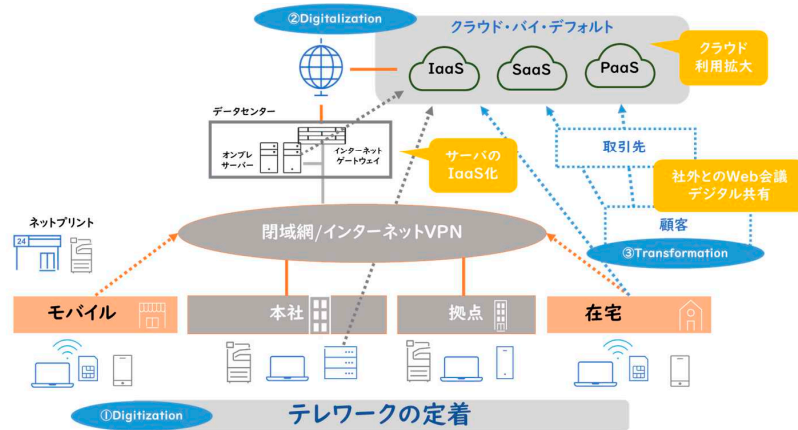 ②Digitalization
クラウド・バイ・デフォルト
IaaS
SaaS
PaaS
クラウド
利用拡大
データセンター
オンプレ
サーバー
インターネット
ゲートウェイ
サーバの
IaaS化
取引先
社外とのWeb会議
デジタル共有
顧客
③Transformation
ネットプリント
24
閉域網/インターネットVPN
モバイル
本社
拠点
在宅
①Digitization
テレワークの定着